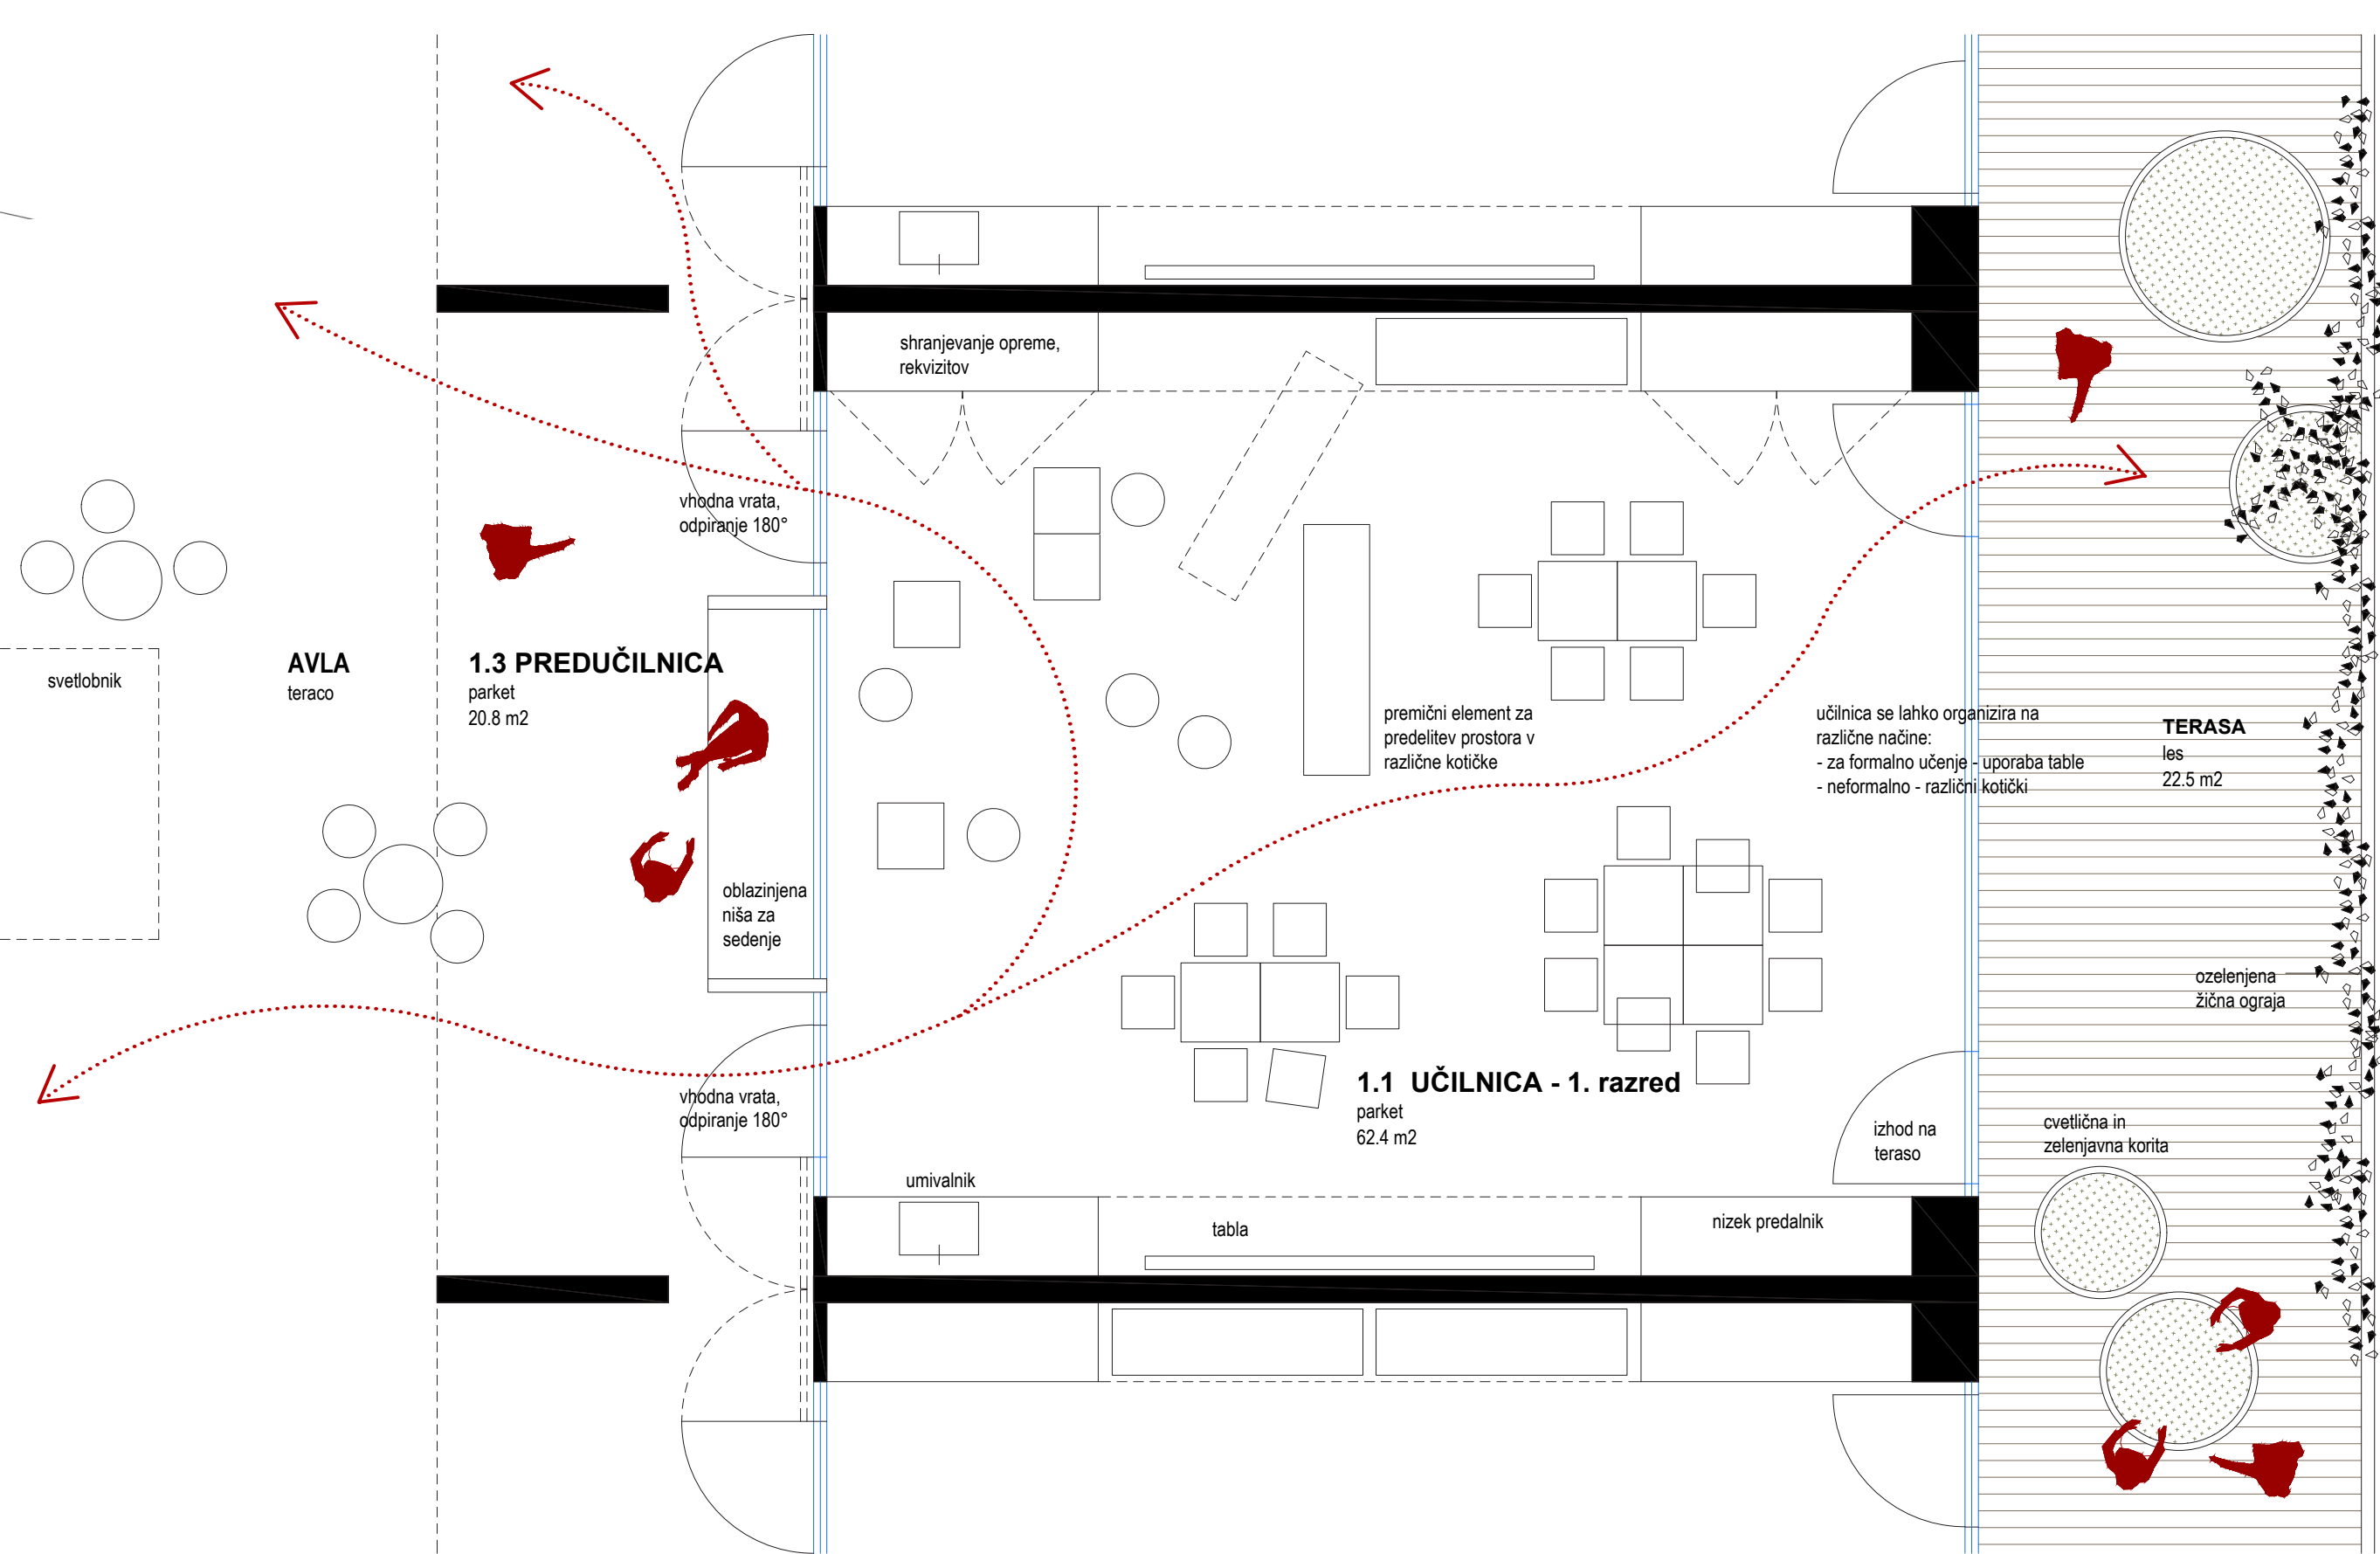 shranjevanje opreme,
rekvizitov
vhodna vrata,
odpiranje 180°
svetlobnik
AVLA
teraco
1.3 PREDUČILNICA
parket
20.8 m2
premični element za
predelitev prostora v
različne kotičke
učilnica se lahko organizira na
različne načine:
- za formalno učenje - uporaba table
- neformalno - različni kotički
TERASA
les
22.5 m2
oblazinjena
niša za
sedenje
ozelenjena
žična ograja
vhodna vrata,
odpiranje 180°
1.1 UČILNICA - 1. razred
parket
62.4 m2
izhod na
teraso
cvetlična in
zelenjavna korita
umivalnik
tabla
nizek predalnik